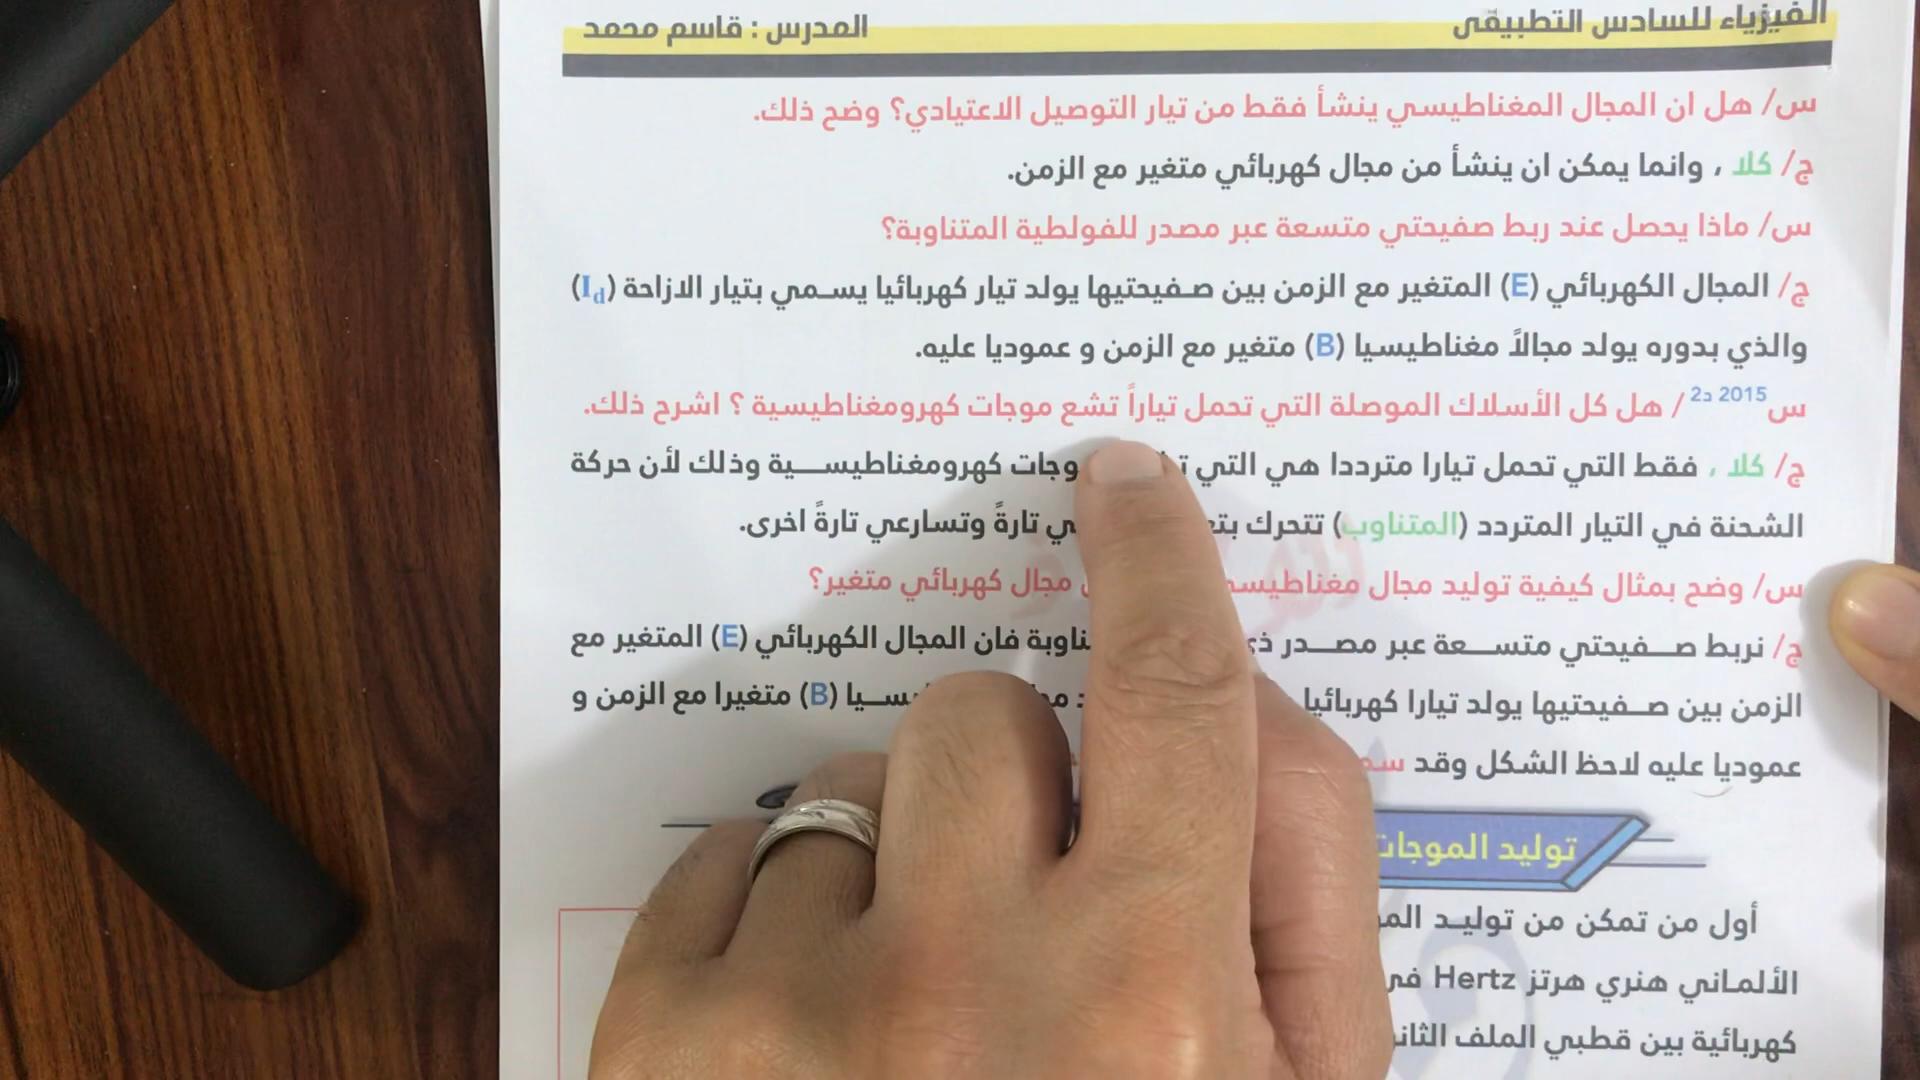 الفيزياء للسادس التطبيقي
المدرس : قاسم محمد
س/ هل ان المجال المغناطيسي ينشأ فقط من تيار التوصيل الاعتيادي؟ وضح ذلك.
ج/ كلا ، وانما يمكن ان ينشأ من مجال كهربائي متغير مع الزمن.
س/ ماذا يحصل عند ربط صفيحتي متسعة عبر مصدر للفولطية المتناوبة؟
ج/ المجال الكهربائي (E) المتغير مع الزمن بين صفيحتيها يولد تيار كهربائيا يسمي بتيار الازاحة (Id)
والذي بدوره يولد مجالاً مغناطيسيا (B) متغير مع الزمن و عموديا عليه.
س 2015 د2 / هل كل الأسلاك الموصلة التي تحمل تياراً تشع موجات كهرومغناطيسية ؟ اشرح ذلك.
ج/ كلا ، فقط التي تحمل تيارا مترددا هي التي كهرومغناطيسية وذلك لأن حركة
الشحنة في التيار المتردد (المتناوب) تتحرك تارةً وتسارعي تارةً اخرى.
س/ وضح بمثال كيفية توليد مجال مجال كهربائي متغير؟
ج/ نربط صفيحتي متسعة عبر مصدر فان المجال الكهربائي (E) المتغير مع
الزمن بين صفيحتيها يولد تيارا كهربائيا (B) متغيرا مع الزمن و
عموديا عليه لاحظ الشكل وقد
توليد الموجات
أول من تمكن من توليد
الألماني هنري هرتز Hertz في
كهربائية بين قطبي الملف